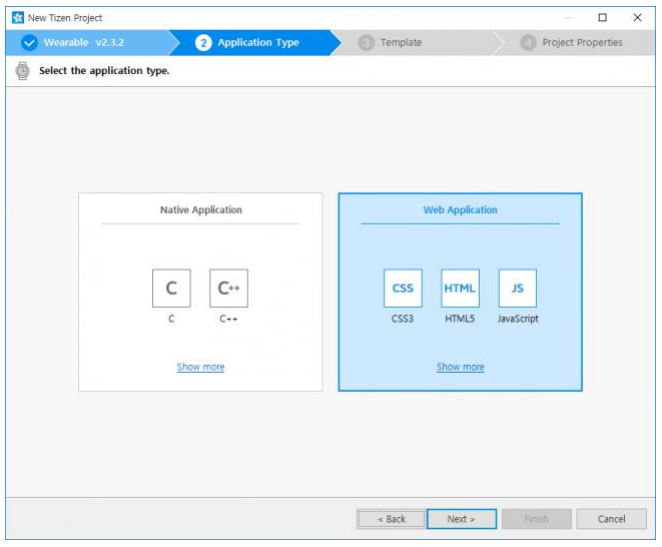 New Tizen Project
Wearable v2.3.2
2 Application Type
3 Template
4 Project Properties
Select the application type.
Native Application
C C++
C C++
Show more
Web Application
CSS HTML JS
CSS3 HTML5 JavaScript
Show more
< Back Next > Finish Cancel